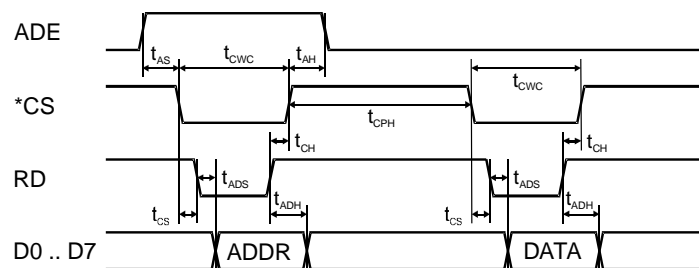 ADE
tAS tCWC tAH
*CS
tCWC
tCPH
tCH tCH
RD
tADS tADS
tCS tADH tCS tADH
D0 .. D7 ADDR DATA